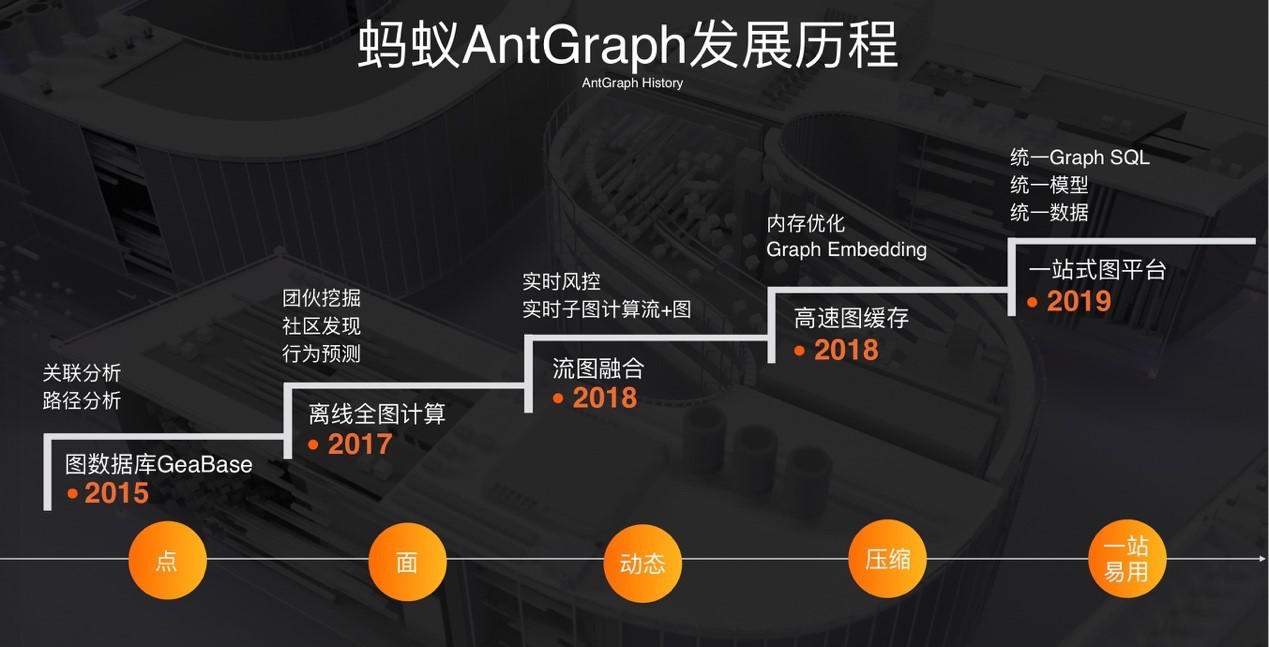 蚂蚁AntGraph发展历程
AntGraph History
关联分析
路径分析
图数据库GeaBase
2015
团伙挖掘
社区发现
行为预测
离线全图计算
2017
实时风控
实时子图计算流+图
流图融合
2018
内存优化
Graph Embedding
高速图缓存
2018
统一Graph SQL
统一模型
统一数据
一站式图平台
2019
点
面
动态
压缩
一站
易用